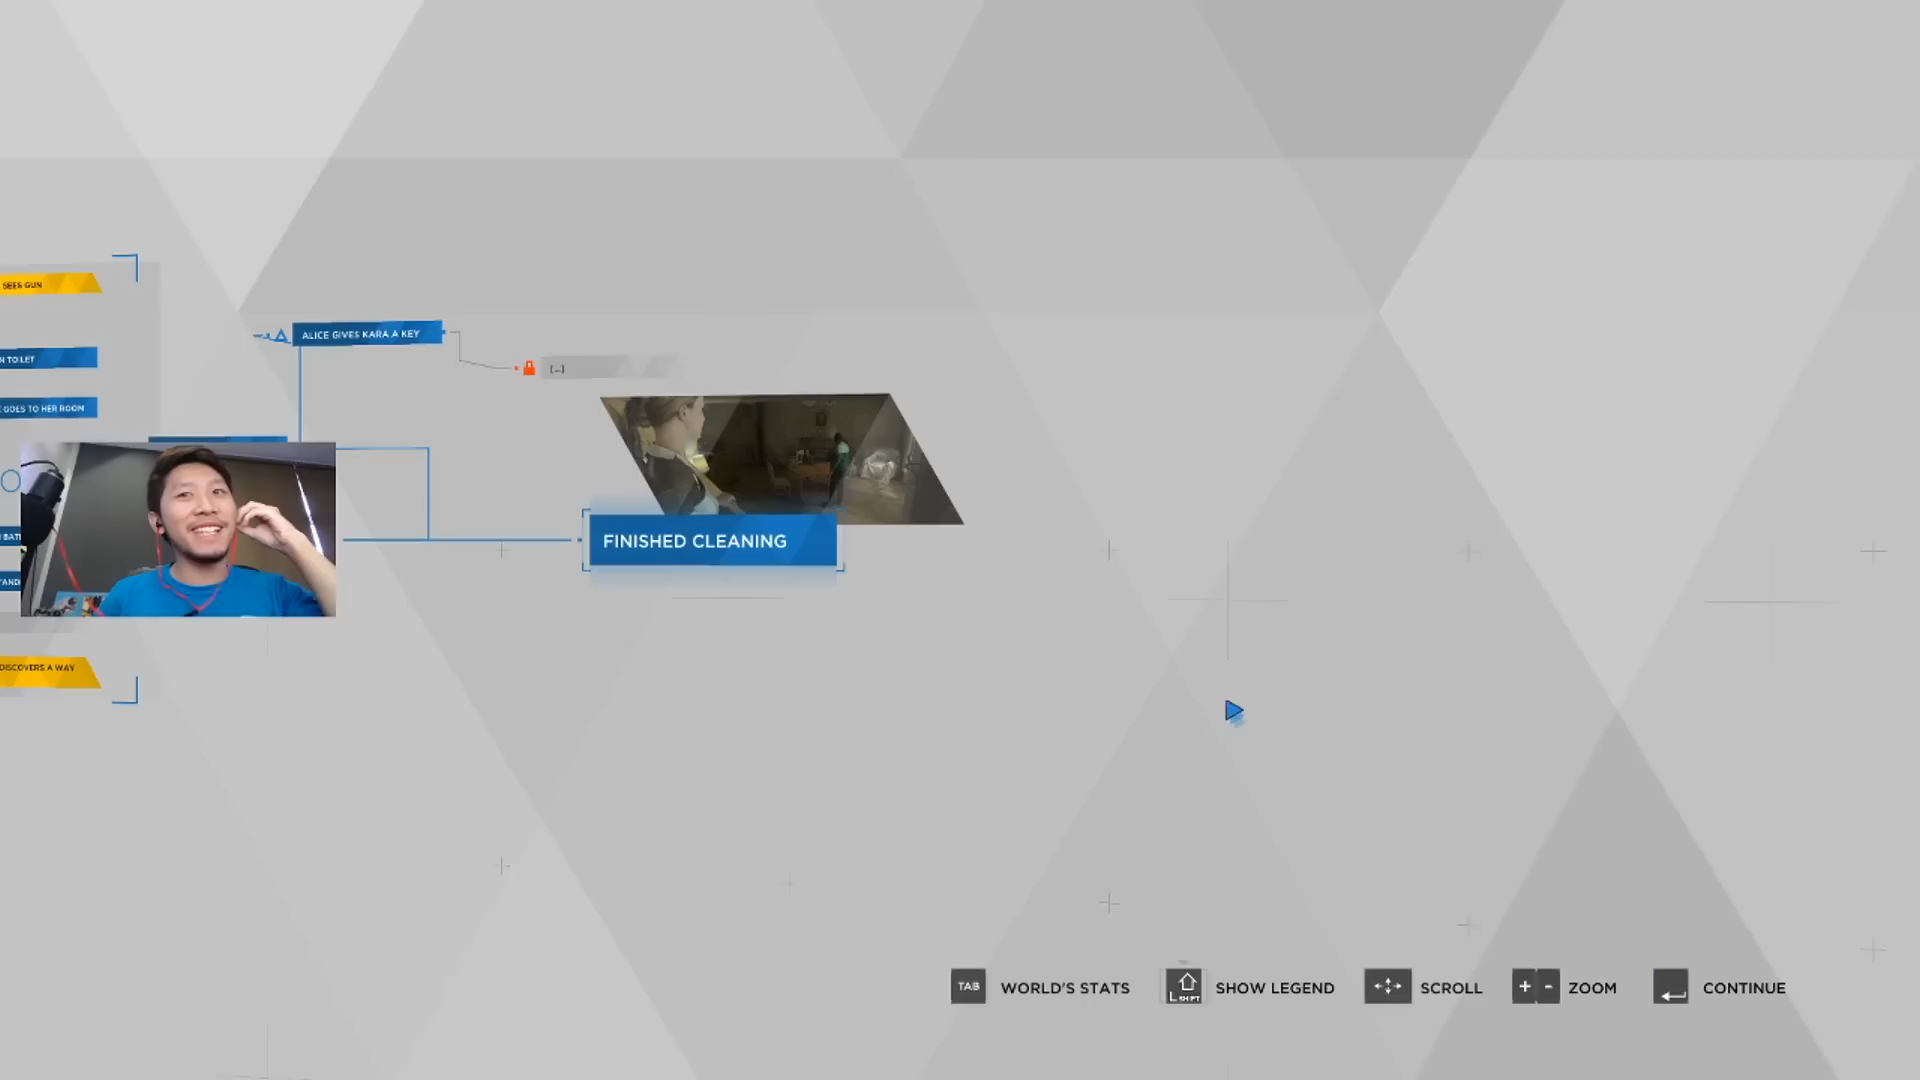 SEES GUN
ALICE GIVES KARA A KEY
[...]
N TO LET
GOES TO HER ROOM
FINISHED CLEANING
DISCOVERS A WAY
TAB WORLD'S STATS
L SHIFT SHOW LEGEND
SCROLL
+ - ZOOM
CONTINUE